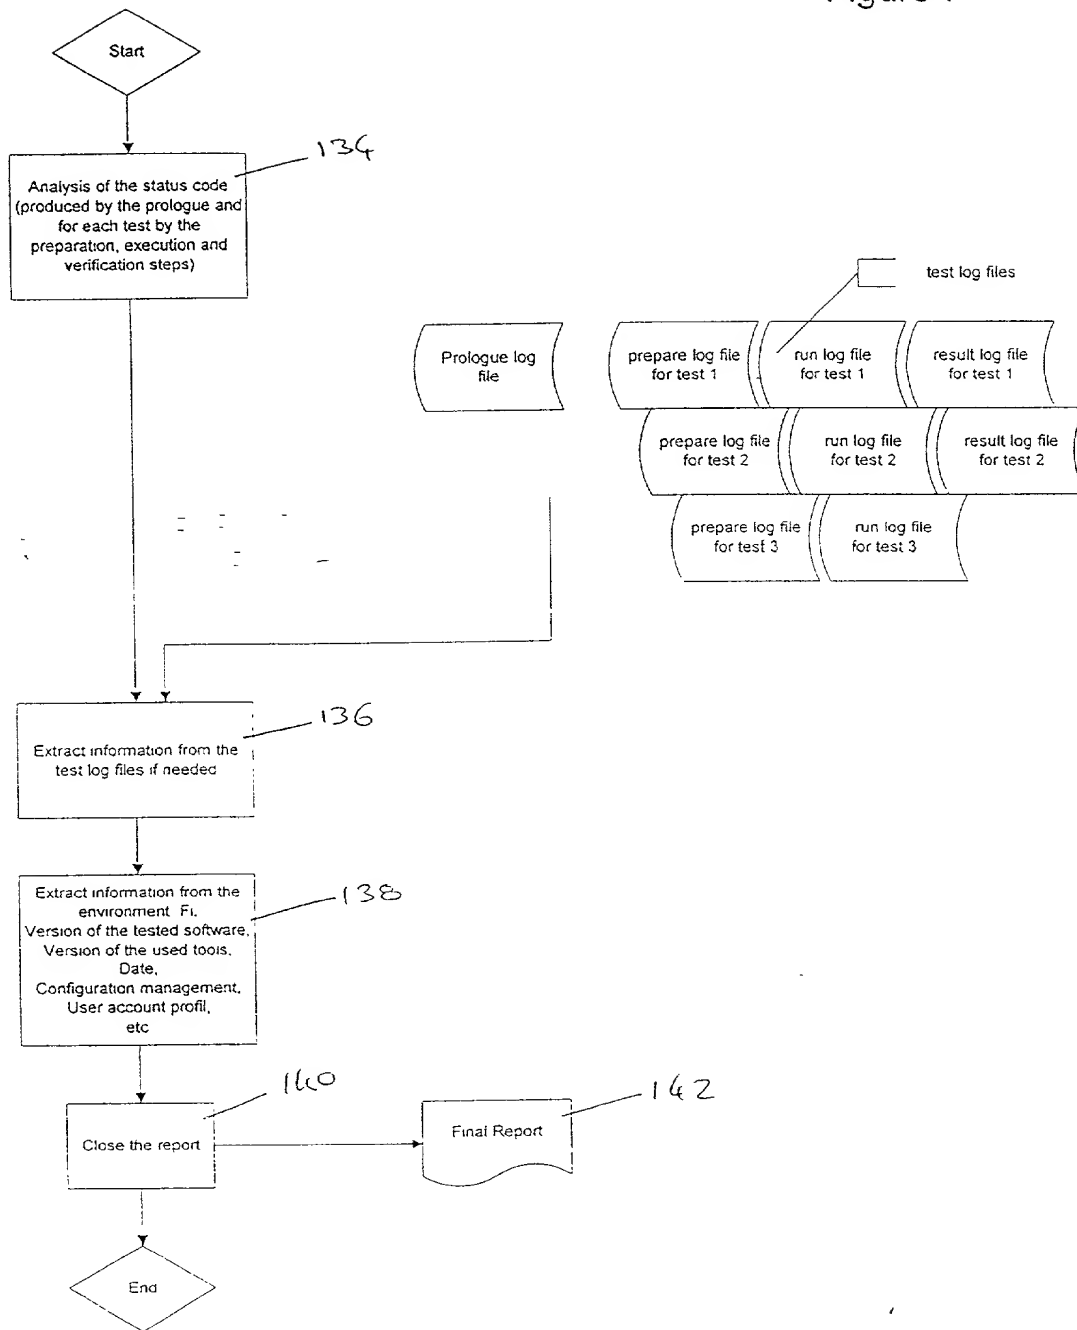 Start
134
Analysis of the status code
(produced by the prologue and
for each test by the
preparation, execution and
verification steps)
test log files
Prologue log
file
prepare log file
for test 1
run log file
for test 1
result log file
for test 1
prepare log file
for test 2
run log file
for test 2
result log file
for test 2
prepare log file
for test 3
run log file
for test 3
136
Extract information from the
test log files if needed
138
Extract information from the
environment Fi.
Version of the tested software,
Version of the used tools,
Date,
Configuration management,
User account profil,
etc
140
Close the report
142
Final Report
End